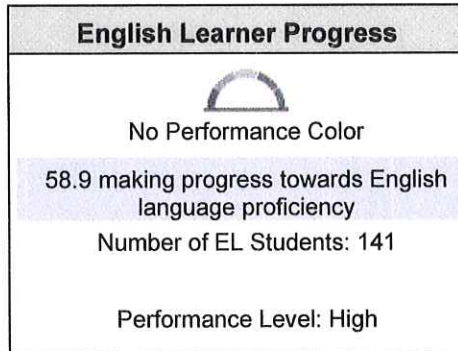 English Learner Progress
No Performance Color
58.9 making progress towards English
language proficiency
Number of EL Students: 141
Performance Level: High